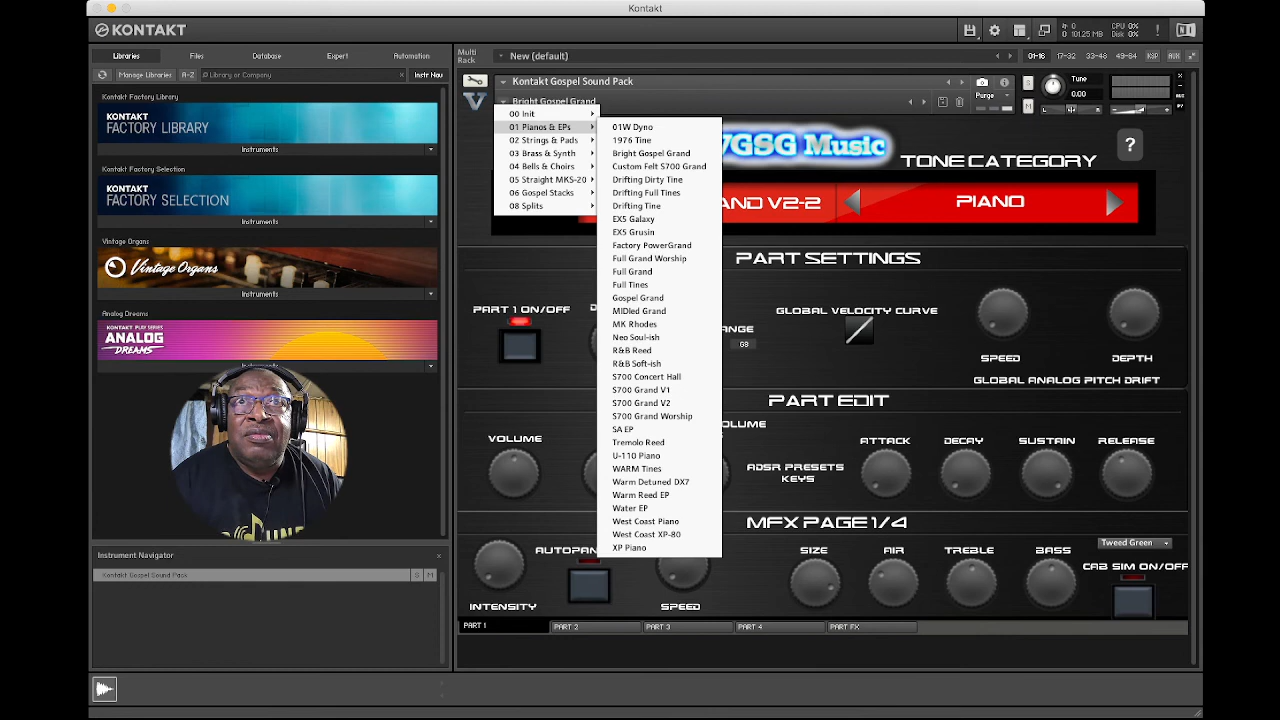 Kontakt
KONTAKT
101.25 MB
CPU 0%
Disk 0%
Libraries
Files
Database
Expert
Automation
Manage Libraries
A-Z
Library or Company
Instr Nav
Kontakt Factory Library
KONTAKT
FACTORY LIBRARY
Instruments
Kontakt Factory Selection
KONTAKT
FACTORY SELECTION
Instruments
Vintage Organs
Vintage Organs
Instruments
Analog Dreams
KONTAKT PLAY SERIES
ANALOG
DREAMS
Instrument Navigator
Kontakt Gospel Sound Pack
S
M
Multi
Rack
New (default)
01-16
17-32
33-48
49-64
KSP
AUX
Kontakt Gospel Sound Pack
Bright Gospel Grand
Purge
S
M
Tune
0.00
00 Init
01 Pianos & EPs
02 Strings & Pads
03 Brass & Synth
04 Bells & Choirs
05 Straight MKS-20
06 Gospel Stacks
08 Splits
01W Dyno
1976 Tine
Bright Gospel Grand
Custom Felt S700 Grand
Drifting Dirty Tine
Drifting Full Tines
Drifting Tine
EX5 Galaxy
EX5 Grusin
Factory PowerGrand
Full Grand Worship
Full Grand
Full Tines
Gospel Grand
MIDIed Grand
MK Rhodes
Neo Soul-ish
R&B Reed
R&B Soft-ish
S700 Concert Hall
S700 Grand V1
S700 Grand V2
S700 Grand Worship
SA EP
Tremolo Reed
U-110 Piano
WARM Tines
Warm Detuned DX7
Warm Reed EP
Water EP
West Coast Piano
West Coast XP-80
XP Piano
VGSG Music
TONE CATEGORY
?
AND V2-2
PIANO
PART SETTINGS
PART 1 ON/OFF
ANGE
G8
GLOBAL VELOCITY CURVE
SPEED
DEPTH
GLOBAL ANALOG PITCH DRIFT
PART EDIT
VOLUME
OLUME
ADSR PRESETS
KEYS
ATTACK
DECAY
SUSTAIN
RELEASE
MFX PAGE 1/4
AUTOPAN
INTENSITY
SPEED
SIZE
AIR
TREBLE
BASS
Tweed Green
CAB SIM ON/OFF
PART 1
PART 2
PART 3
PART 4
PART FX